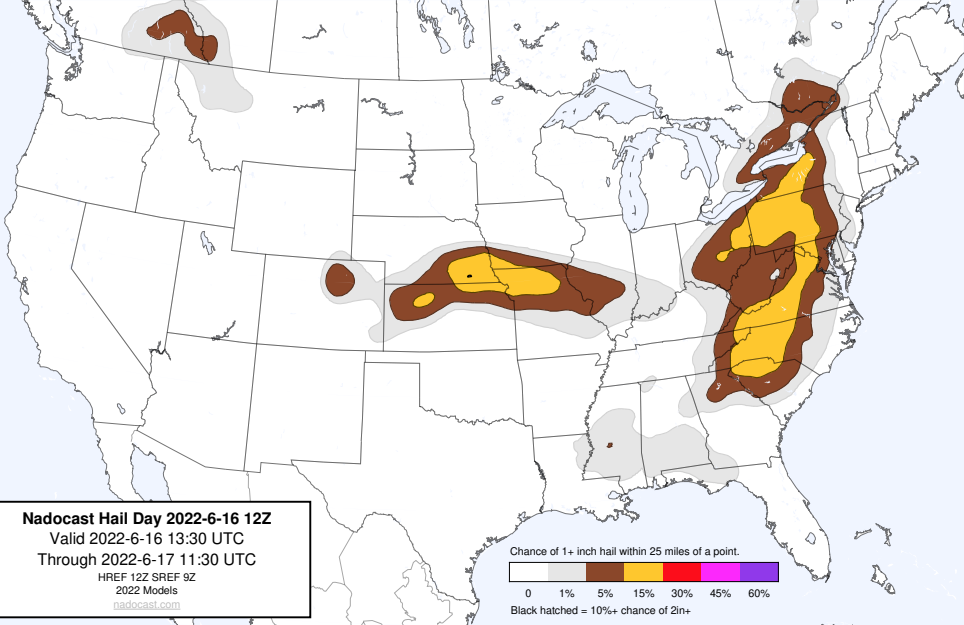 Nadocast Hail Day 2022-6-16 12Z
Valid 2022-6-16 13:30 UTC
Through 2022-6-17 11:30 UTC
HREF 12Z SREF 9Z
2022 Models
nadocast.com
Chance of 1+ inch hail within 25 miles of a point.
0 1% 5% 15% 30% 45% 60%
Black hatched = 10%+ chance of 2in+